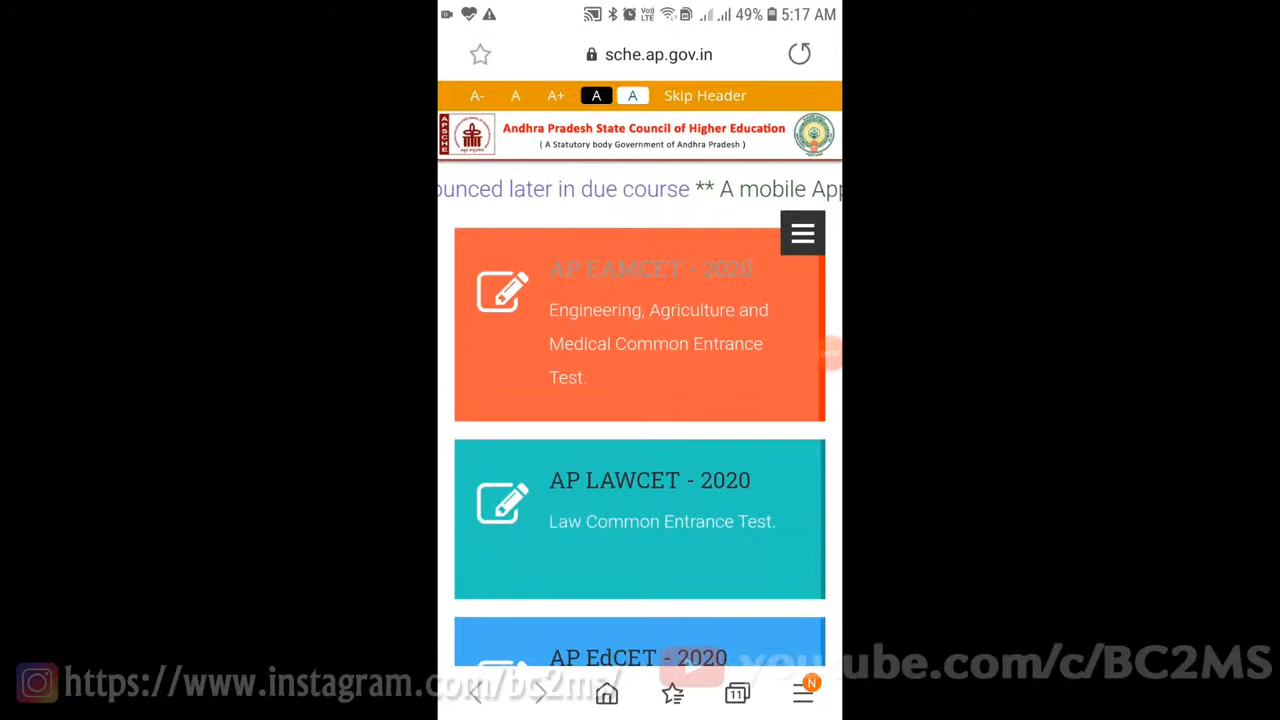 49% 5:17 AM
sche.ap.gov.in
A- A A+ A A Skip Header
APSCHE
Andhra Pradesh State Council of Higher Education
( A Statutory body Government of Andhra Pradesh )
ounced later in due course ** A mobile App
AP EAMCET - 2020
Engineering, Agriculture and
Medical Common Entrance
Test.
AP LAWCET - 2020
Law Common Entrance Test.
AP EdCET - 2020
https://www.instagram.com/bc2ms/
youtube.com/c/BC2MS
11
N